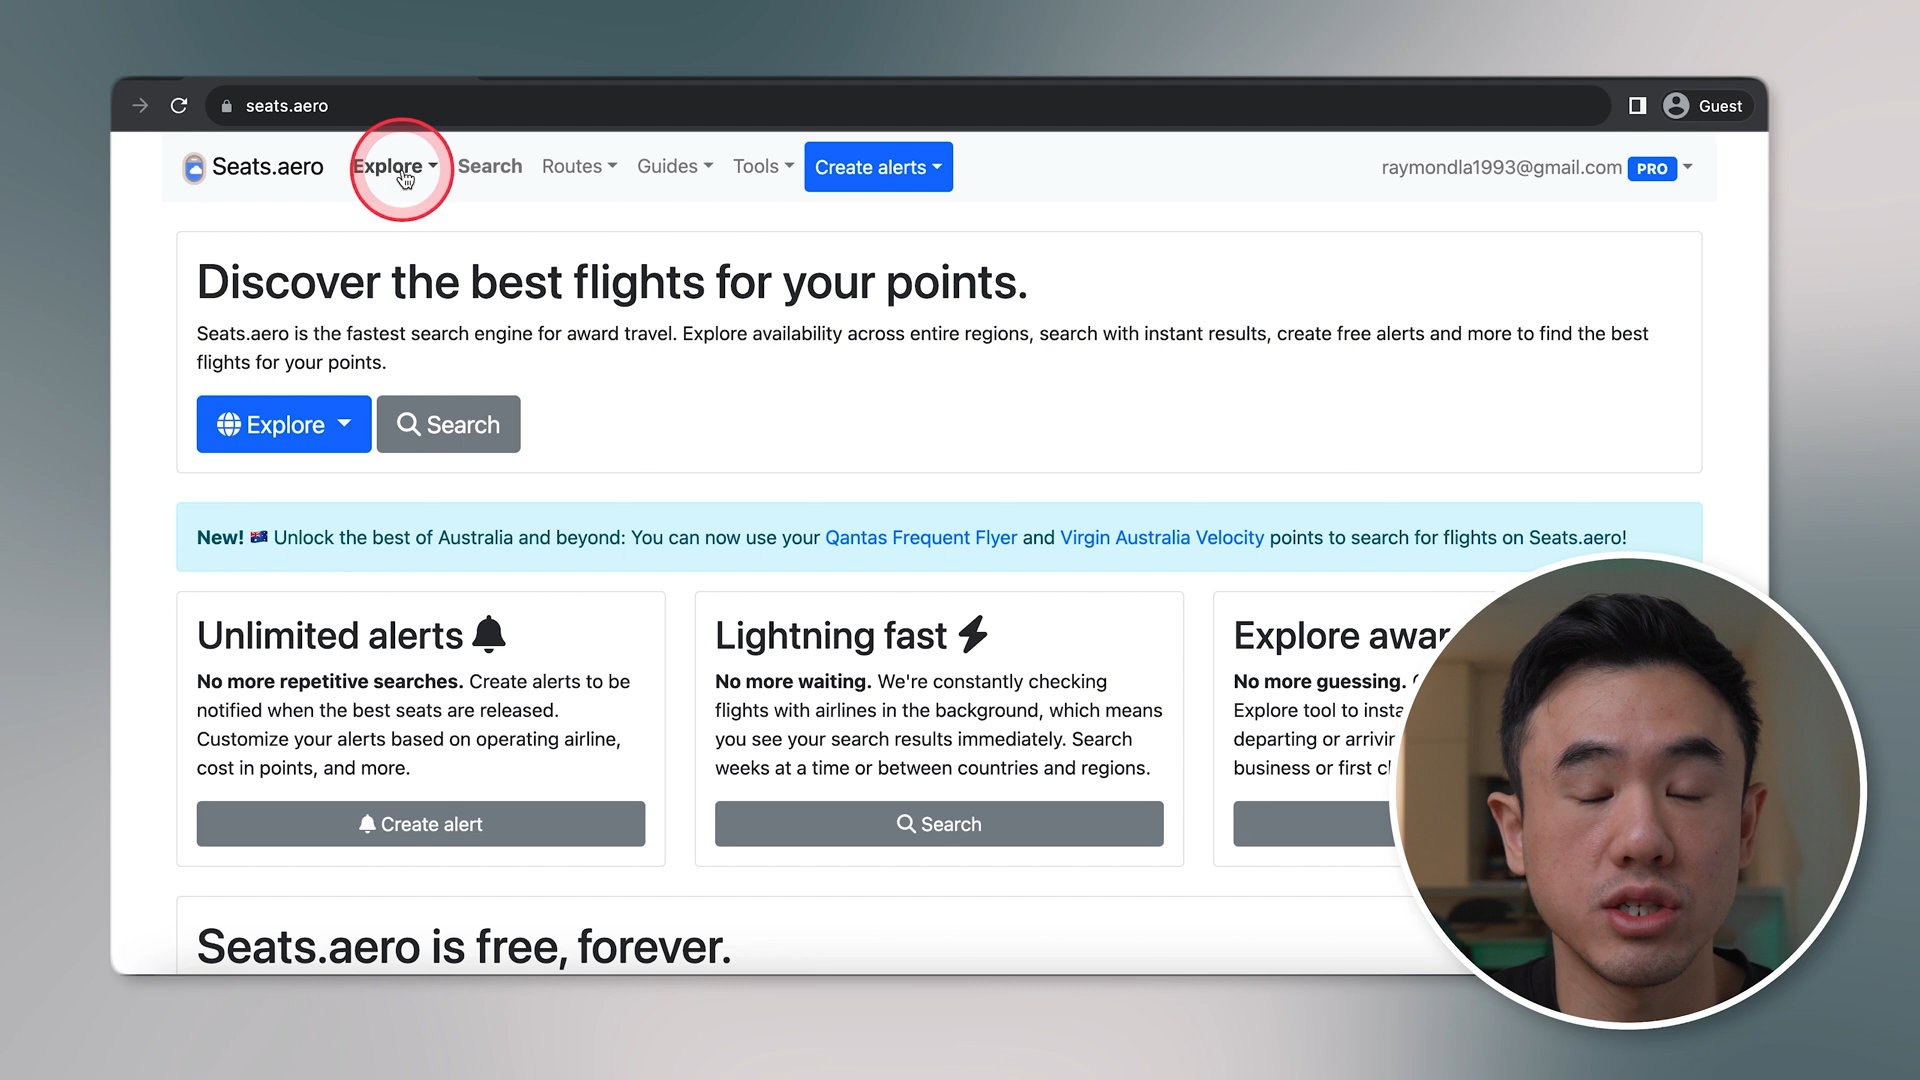 seats.aero
Guest
Seats.aero Explore Search Routes Guides Tools Create alerts raymondla1993@gmail.com PRO
Discover the best flights for your points.
Seats.aero is the fastest search engine for award travel. Explore availability across entire regions, search with instant results, create free alerts and more to find the best
flights for your points.
Explore Search
New! Unlock the best of Australia and beyond: You can now use your Qantas Frequent Flyer and Virgin Australia Velocity points to search for flights on Seats.aero!
Unlimited alerts
No more repetitive searches. Create alerts to be
notified when the best seats are released.
Customize your alerts based on operating airline,
cost in points, and more.
Create alert
Lightning fast
No more waiting. We're constantly checking
flights with airlines in the background, which means
you see your search results immediately. Search
weeks at a time or between countries and regions.
Search
Explore
No more guessing.
Explore tool to
departing or
business or first
Seats.aero is free, forever.